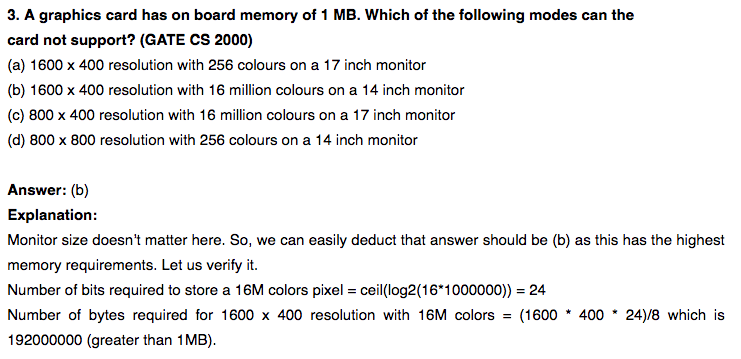 3. A graphics card has on board memory of 1 MB. Which of the following modes can the
card not support? (GATE CS 2000)
(a) 1600 x 400 resolution with 256 colours on a 17 inch monitor
(b) 1600 x 400 resolution with 16 million colours on a 14 inch monitor
(c) 800 x 400 resolution with 16 million colours on a 17 inch monitor
(d) 800 x 800 resolution with 256 colours on a 14 inch monitor
Answer: (b)
Explanation:
Monitor size doesn't matter here. So, we can easily deduct that answer should be (b) as this has the highest
memory requirements. Let us verify it.
Number of bits required to store a 16M colors pixel = ceil(log2(16*1000000)) = 24
Number of bytes required for 1600 x 400 resolution with 16M colors = (1600 * 400 * 24)/8 which is
192000000 (greater than 1MB).